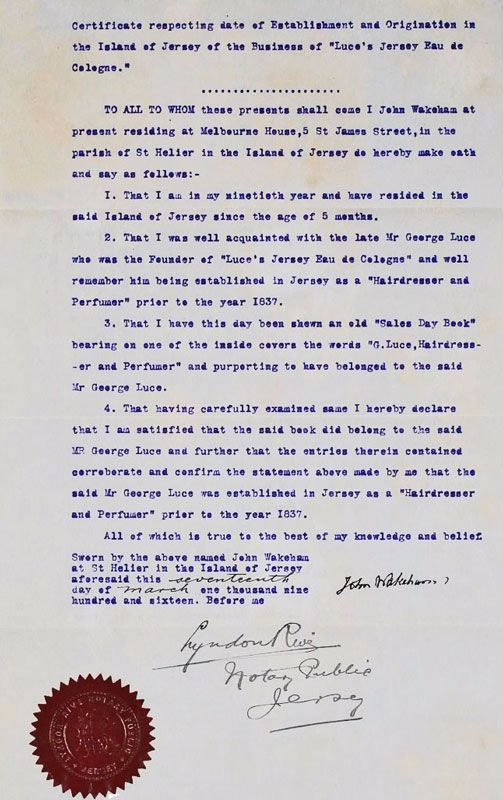 Certificate respecting date of Establishment and Origination in
the Island of Jersey of the Business of "Luce's Jersey Eau de
Cologne."
......................
TO ALL TO WHOM these presents shall come I John Wakeham at
present residing at Melbourne House,5 St James Street,in the
parish of St Helier in the Island of Jersey do hereby make oath
and say as follows:-
I. That I am in my ninetieth year and have resided in the
said Island of Jersey since the age of 5 months.
2. That I was well acquainted with the late Mr George Luce
who was the Founder of "Luce's Jersey Eau de Cologne" and well
remember him being established in Jersey as a "Hairdresser and
Perfumer" prior to the year I837.
3. That I have this day been shewn an old "Sales Day Book"
bearing on one of the inside covers the words "G.Luce,Hairdress-
-er and Perfumer" and purporting to have belonged to the said
Mr George Luce.
4. That having carefully examined same I hereby declare
that I am satisfied that the said book did belong to the said
MR George Luce and further that the entries therein contained
corroborate and confirm the statement above made by me that the
said Mr George Luce was established in Jersey as a "Hairdresser
and Perfumer" prior to the year I837.
All of which is true to the best of my knowledge and belief.
Sworn by the above named John Wakeham
at St Helier in the Island of Jersey
aforesaid this seventeenth
day of March one thousand nine
hundred and sixteen. Before me
John Wakeham
Lyndon Rive
Notary Public
Jersey
LYNDON RIVE NOTARY PUBLIC
JERSEY